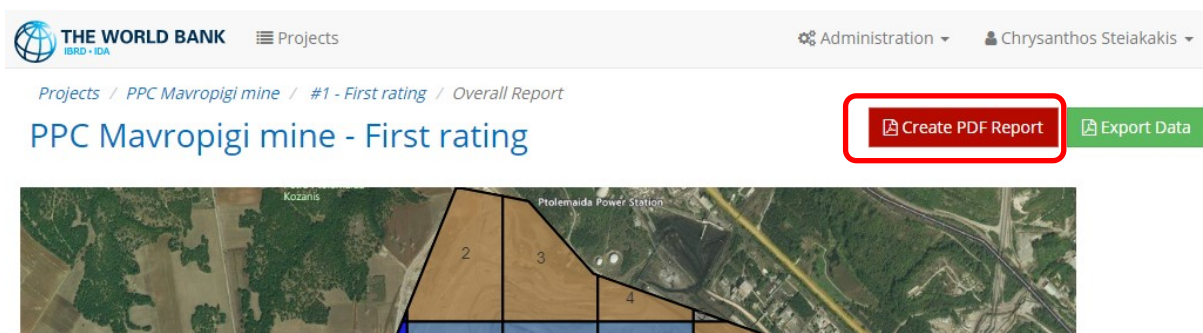 THE WORLD BANK
IBRD • IDA
Projects
Administration
Chrysanthos Steiakakis
Projects / PPC Mavropigi mine / #1 - First rating / Overall Report
PPC Mavropigi mine - First rating
Create PDF Report
Export Data
Kozanis
Ptolemaida Power Station
2
3
4